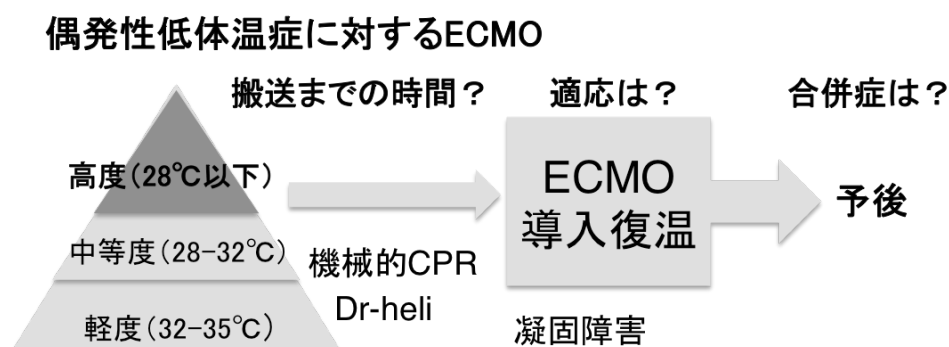 偶発性低体温症に対するECMO
搬送までの時間?
適応は?
合併症は?
高度(28℃以下)
中等度(28-32℃)
軽度(32-35℃)
機械的CPR
Dr-heli
ECMO
導入復温
凝固障害
予後